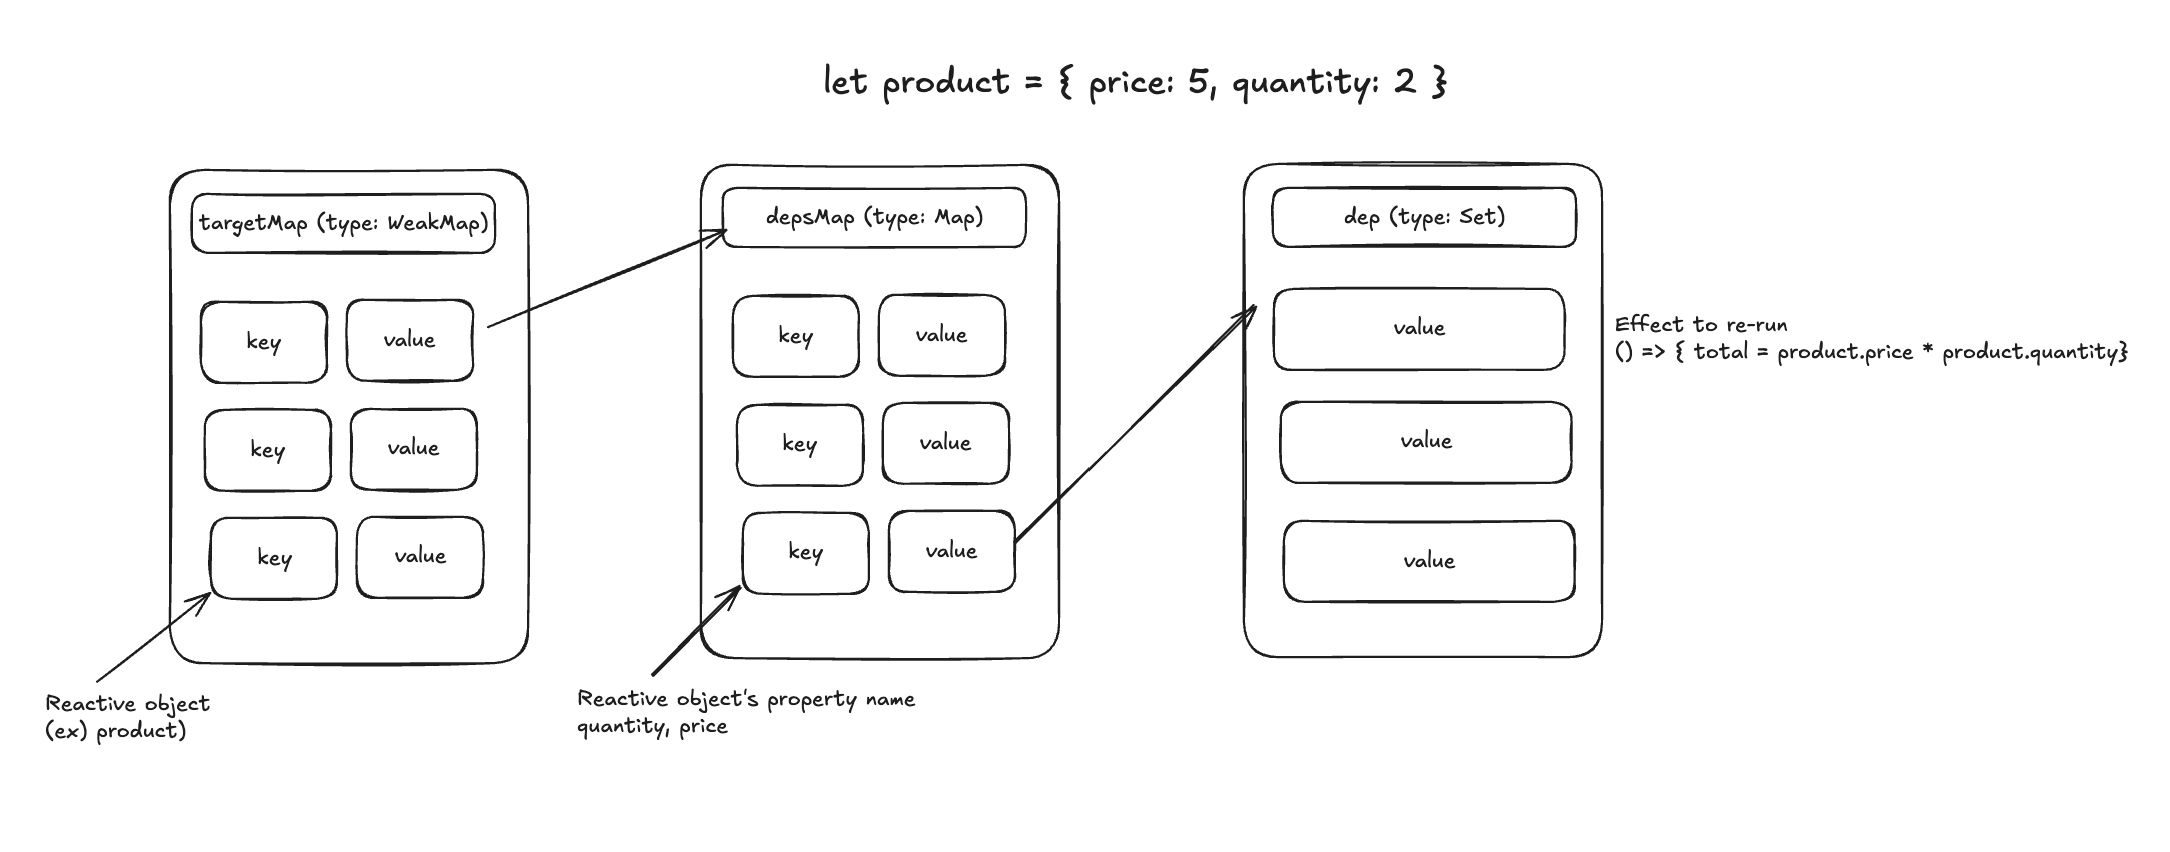 let product = { price: 5, quantity: 2 }
targetMap (type: WeakMap)
key
value
key
value
key
value
Reactive object
(ex) product)
depsMap (type: Map)
key
value
key
value
key
value
Reactive object's property name
quantity, price
dep (type: Set)
value
value
value
Effect to re-run
() => { total = product.price * product.quantity}